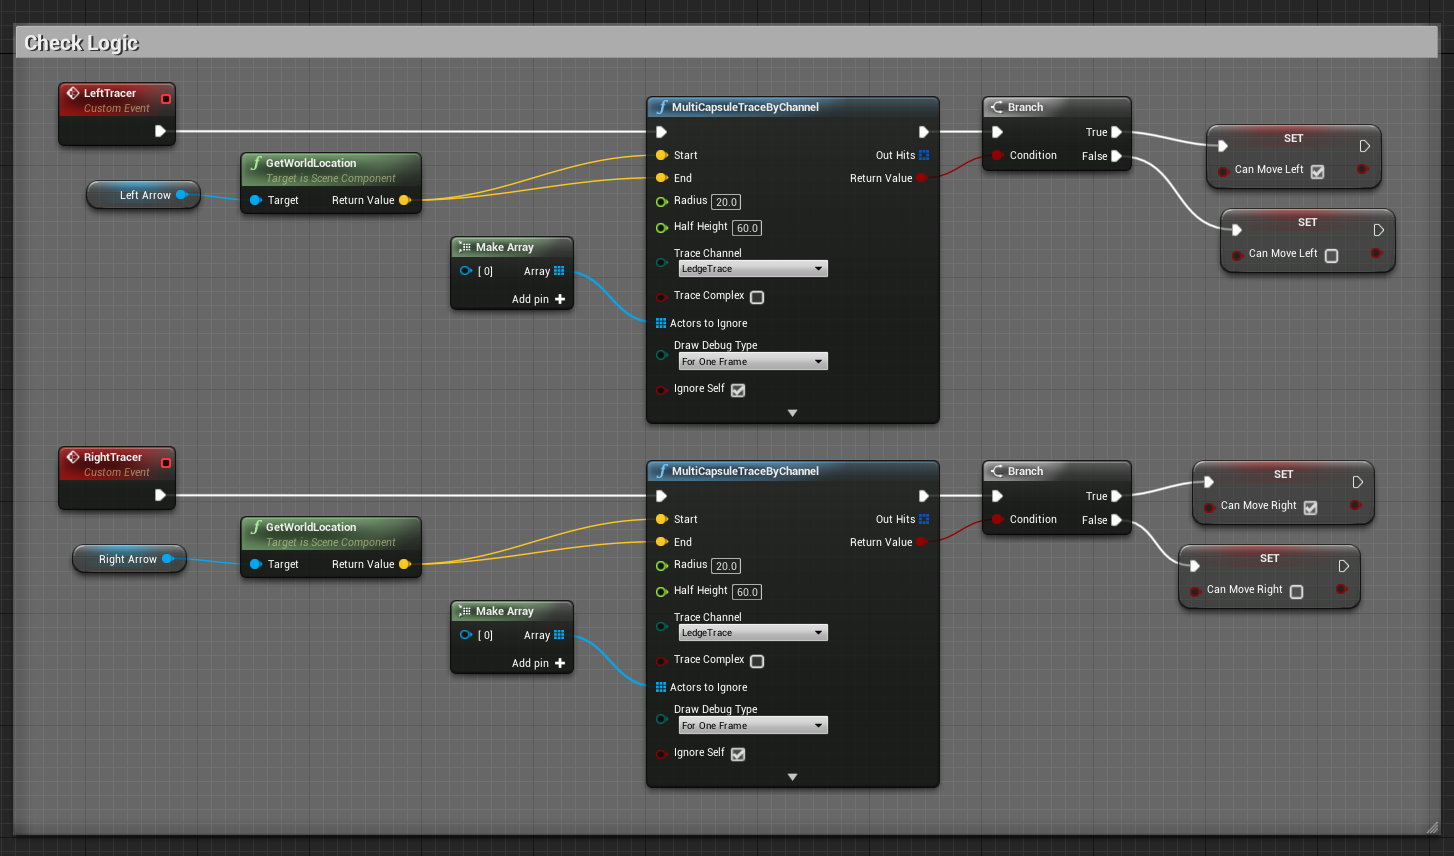 Check Logic
LeftTracer
Custom Event
Left Arrow
GetWorldLocation
Target is Scene Component
Target Return Value
Make Array
[ 0] Array
Add pin
MultiCapsuleTraceByChannel
Start Out Hits
End Return Value
Radius 20.0
Half Height 60.0
Trace Channel
LedgeTrace
Trace Complex
Actors to Ignore
Draw Debug Type
For One Frame
Ignore Self
Branch
True
Condition False
SET
Can Move Left
SET
Can Move Left
RightTracer
Custom Event
Right Arrow
GetWorldLocation
Target is Scene Component
Target Return Value
Make Array
[ 0] Array
Add pin
MultiCapsuleTraceByChannel
Start Out Hits
End Return Value
Radius 20.0
Half Height 60.0
Trace Channel
LedgeTrace
Trace Complex
Actors to Ignore
Draw Debug Type
For One Frame
Ignore Self
Branch
True
Condition False
SET
Can Move Right
SET
Can Move Right